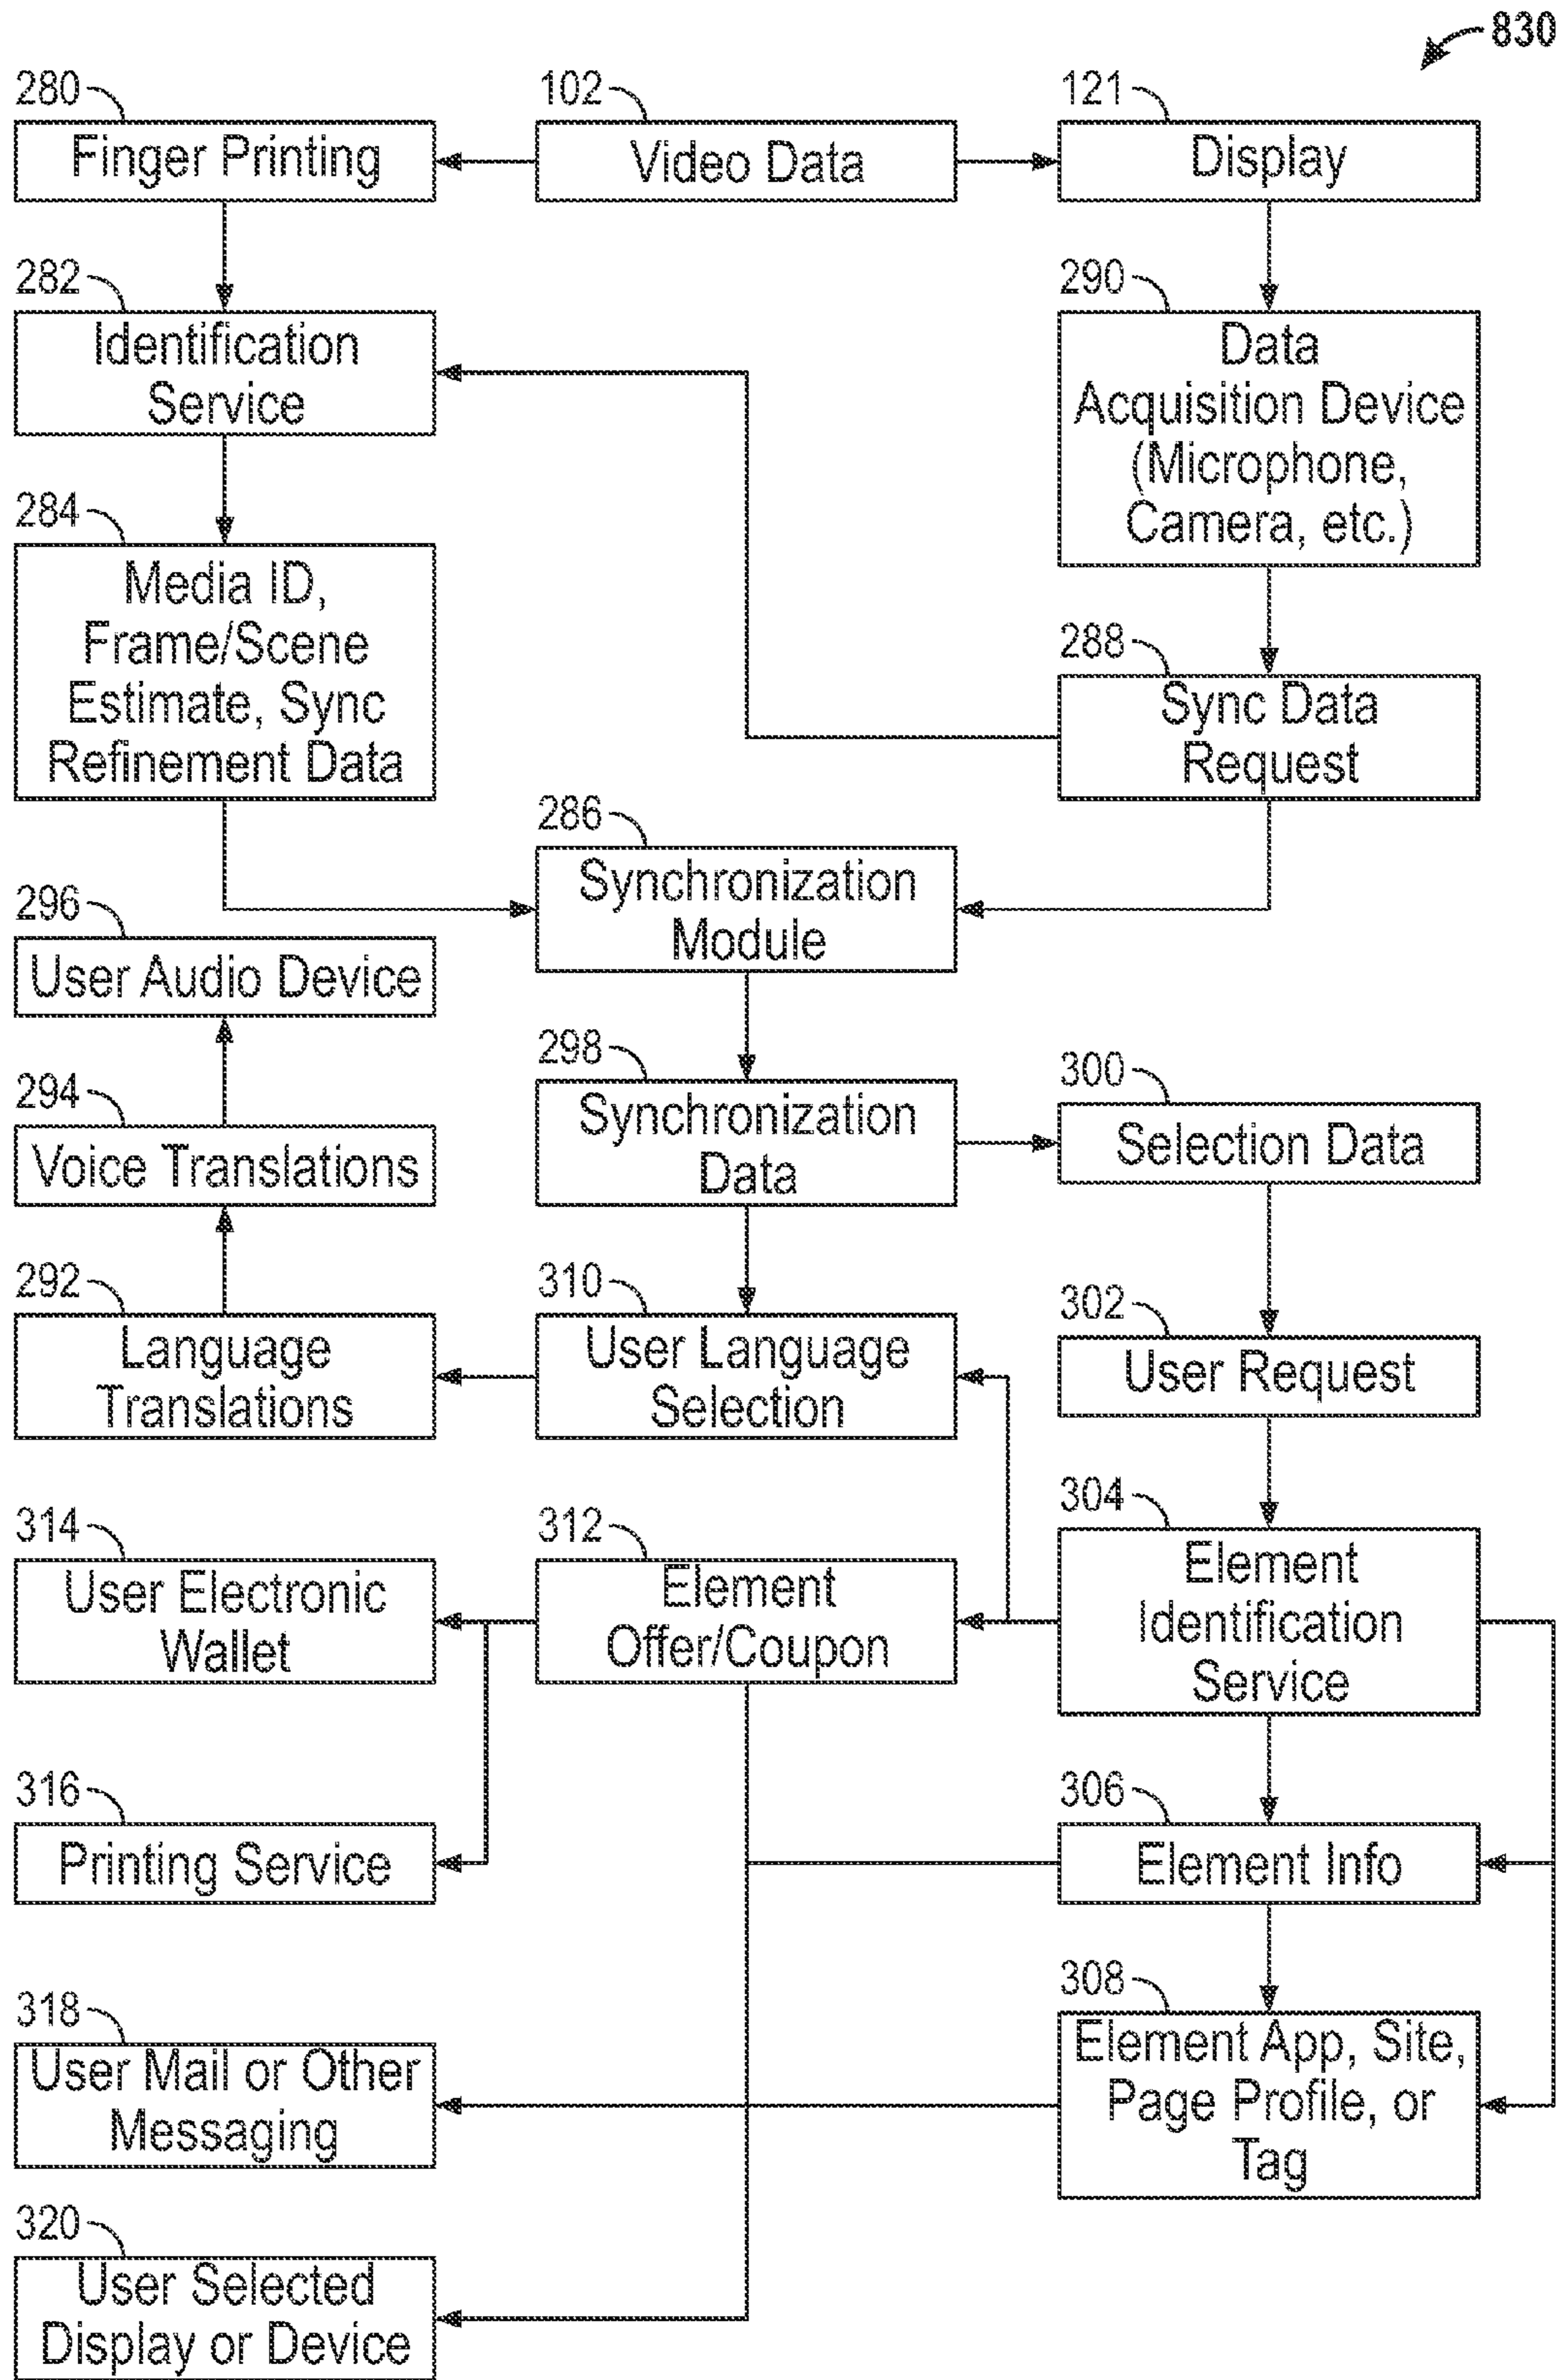 830
280
102
121
Finger Printing
Video Data
Display
282
290
Identification
Service
Data
Acquisition Device
(Microphone,
Camera, etc.)
284
Media ID,
Frame/Scene
Estimate, Sync
Refinement Data
288
Sync Data
Request
286
Synchronization
Module
296
User Audio Device
298
Synchronization
Data
300
Selection Data
294
Voice Translations
292
Language
Translations
310
User Language
Selection
302
User Request
304
Element
Identification
Service
314
User Electronic
Wallet
312
Element
Offer/Coupon
316
Printing Service
306
Element Info
308
Element App, Site,
Page Profile, or
Tag
318
User Mail or Other
Messaging
320
User Selected
Display or Device